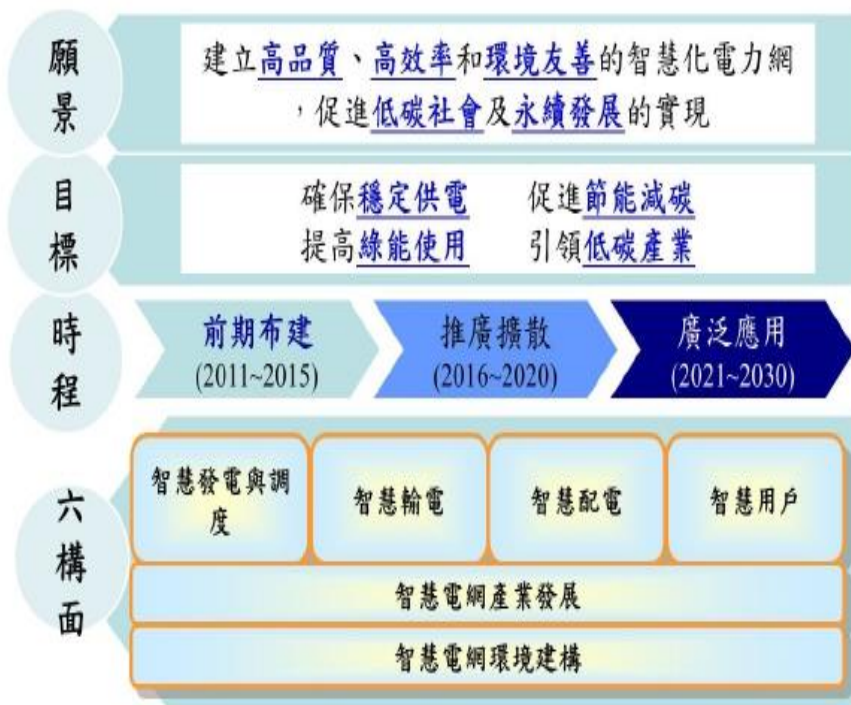 願景
建立高品質、高效率和環境友善的智慧化電力網
，促進低碳社會及永續發展的實現
目標
確保穩定供電 促進節能減碳
提高綠能使用 引領低碳產業
時程
前期布建
(2011~2015)
推廣擴散
(2016~2020)
廣泛應用
(2021~2030)
六構面
智慧發電與調
度
智慧輸電
智慧配電
智慧用戶
智慧電網產業發展
智慧電網環境建構